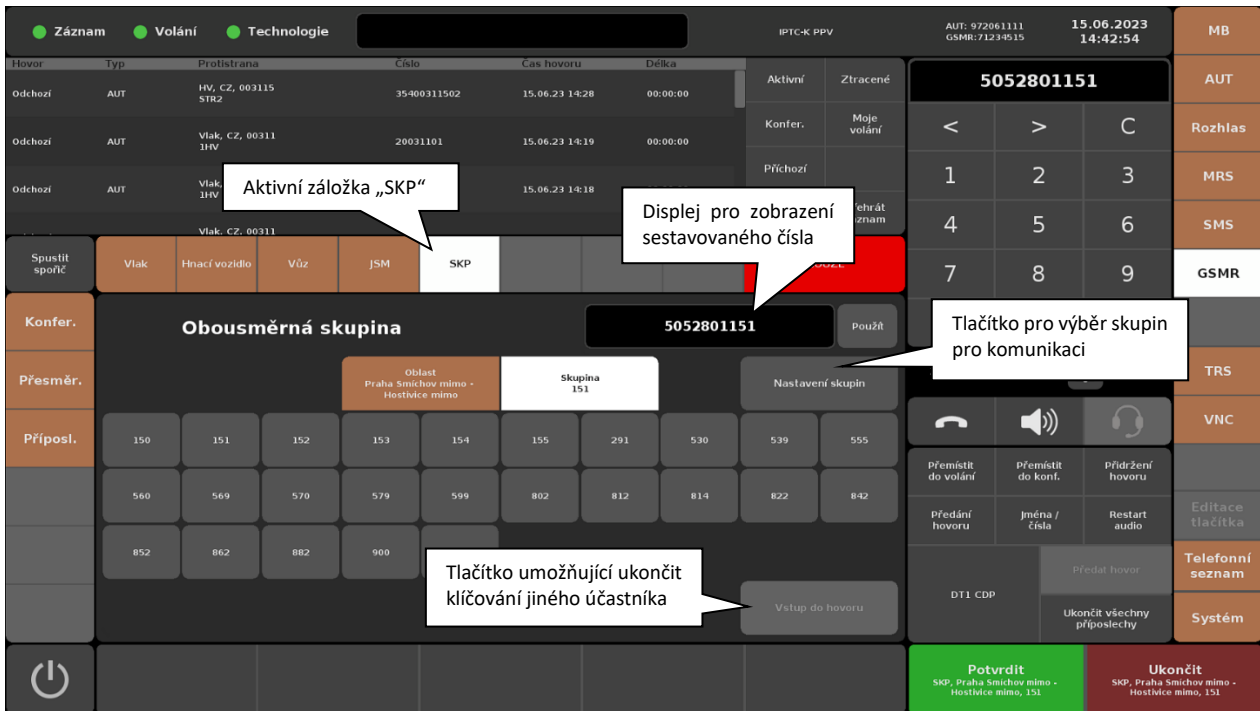 Záznam
Volání
Technologie
IPTC-K PPV
AUT: 972061111
GSMR:71234515
15.06.2023
14:42:54
MB
Hovor Typ Protistrana Číslo Čas hovoru Délka
Odchozí AUT HV, CZ, 003115 35400311502 15.06.23 14:28 00:00:00
STR2
Odchozí AUT Vlak, CZ, 00311 20031101 15.06.23 14:19 00:00:00
1HV
Odchozí AUT Vlak, 15.06.23 14:18
1HV
Vlak, CZ, 00311
Aktivní
Ztracené
Konfer.
Moje
volání
Příchozí
Aktivní záložka „SKP“
Displej pro zobrazení
sestavovaného čísla
5052801151
< > C
1 2 3
4 5 6
7 8 9
AUT
Rozhlas
MRS
SMS
GSMR
TRS
VNC
Editace
tlačítka
Telefonní
seznam
Systém
Spustit
spořič
Vlak
Hnací vozidlo
Vůz
JSM
SKP
Konfer.
Přesměr.
Příposl.
Obousměrná skupina
5052801151
Použít
Tlačítko pro výběr skupin
pro komunikaci
Oblast
Praha Smíchov mimo -
Hostivice mimo
Skupina
151
Nastavení skupin
150 151 152 153 154 155 291 530 539 555
560 569 570 579 599 802 812 814 822 842
852 862 882 900
Tlačítko umožňující ukončit
klíčování jiného účastníka
Vstup do hovoru
Přemístit
do volání
Přemístit
do konf.
Přidržení
hovoru
Předání
hovoru
Jména /
čísla
Restart
audio
DT1 CDP
Předat hovor
Ukončit všechny
příposlechy
Potvrdit
SKP, Praha Smíchov mimo -
Hostivice mimo, 151
Ukončit
SKP, Praha Smíchov mimo -
Hostivice mimo, 151